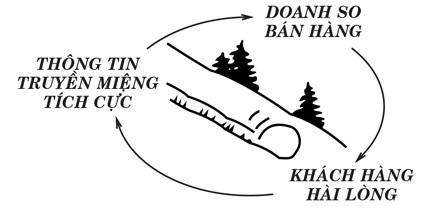 DOANH SO
BÁN HÀNG
THÔNG TIN
TRUYỀN MIỆNG
TÍCH CỰC
KHÁCH HÀNG
HÀI LÒNG